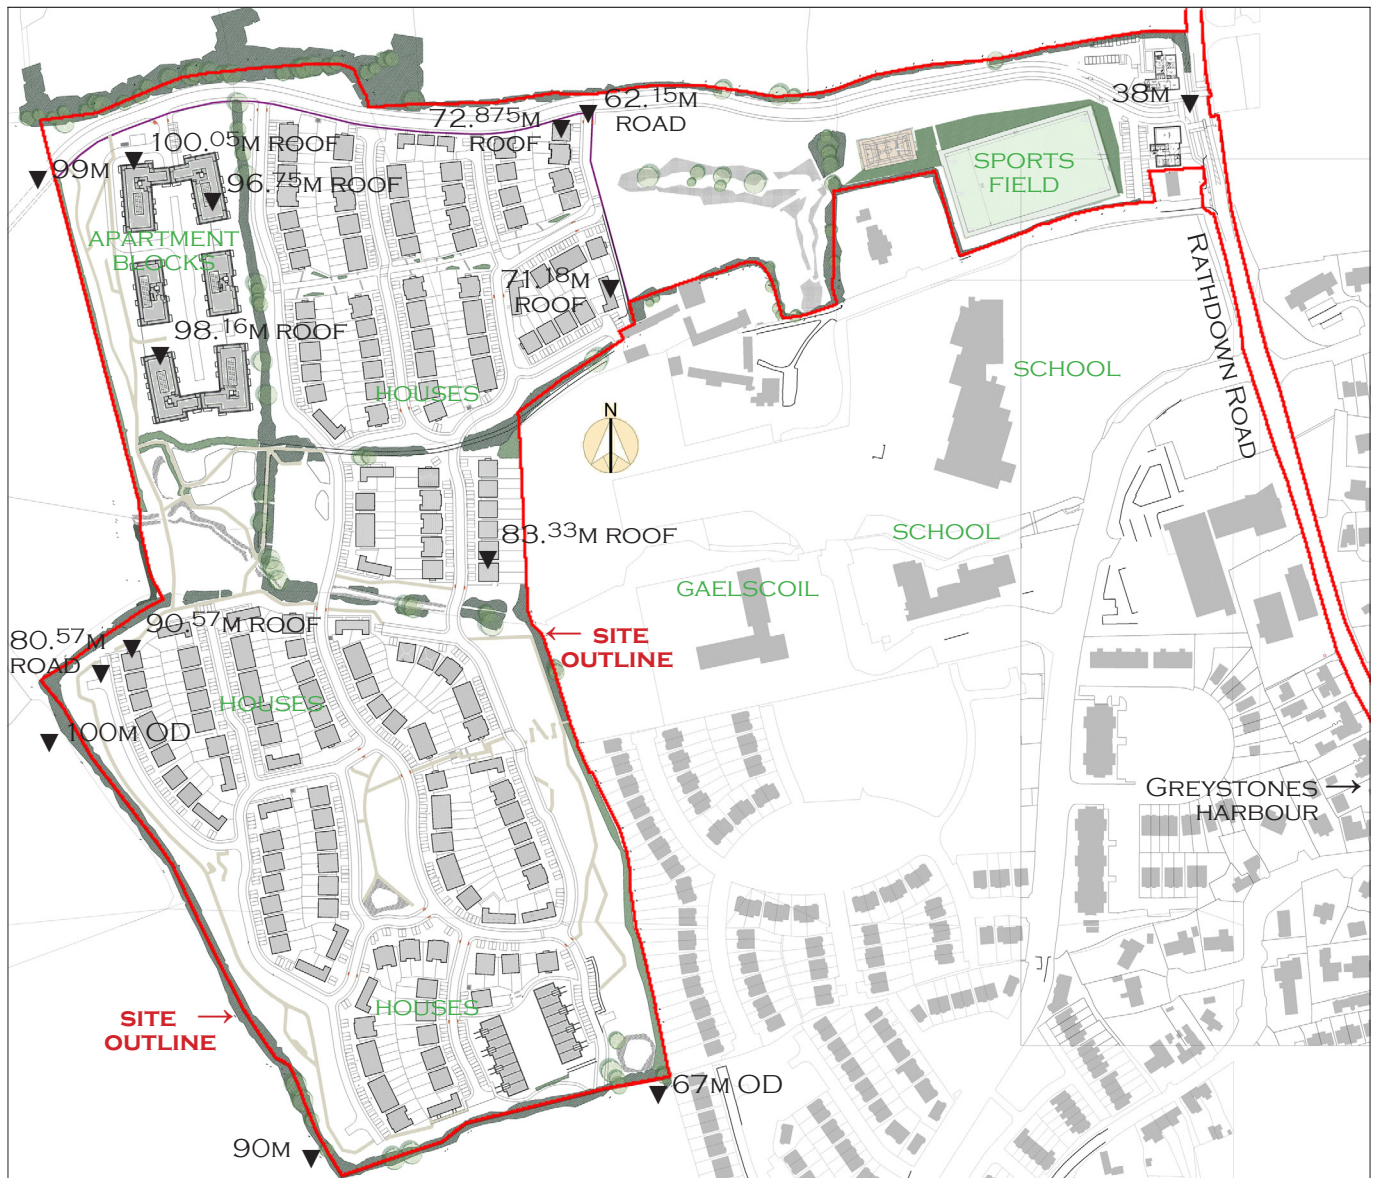 38M
62.15M
ROAD
72.875M
ROOF
100.05M ROOF
99M
96.75M ROOF
SPORTS
FIELD
APARTMENT
BLOCKS
RATHDOWN ROAD
71.18M
ROOF
98.16M ROOF
SCHOOL
HOUSES
N
83.33M ROOF
SCHOOL
GAELSCOIL
90.57M ROOF
80.57M
ROAD
← SITE
OUTLINE
HOUSES
100M OD
GREYSTONES →
HARBOUR
HOUSES
SITE →
OUTLINE
67M OD
90M